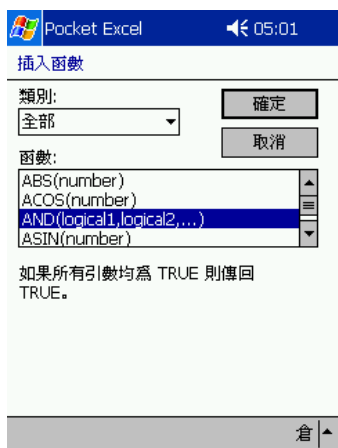 Pocket Excel 05:01
插入函數
類別:
全部
確定
取消
函數:
ABS(number)
ACOS(number)
AND(logical1,logical2,...)
ASIN(number)
如果所有引數均為 TRUE 則傳回
TRUE。
倉